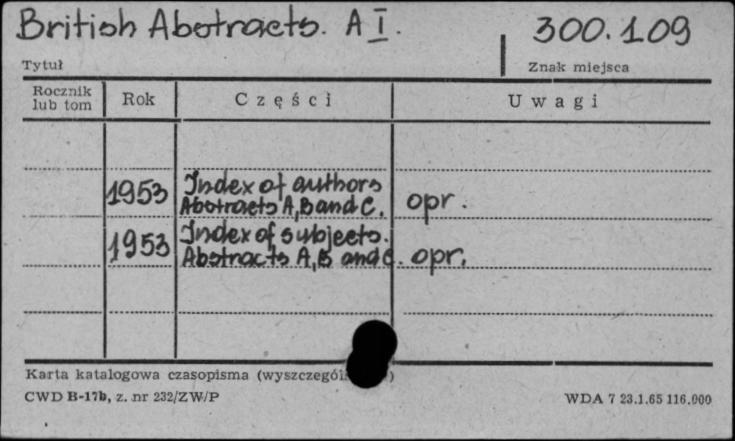 British Abstracts. A I.
300.109
Tytuł
Znak miejsca
Rocznik lub tom
Rok
Części
Uwagi
1953
Index of authors
Abstracts A, B and C.
opr.
1953
Index of subjects.
Abstracts A, B and C.
opr.
Karta katalogowa czasopisma
CWD B-17b, z. nr 232/ZW/P
WDA 7 23.1.65 116.000